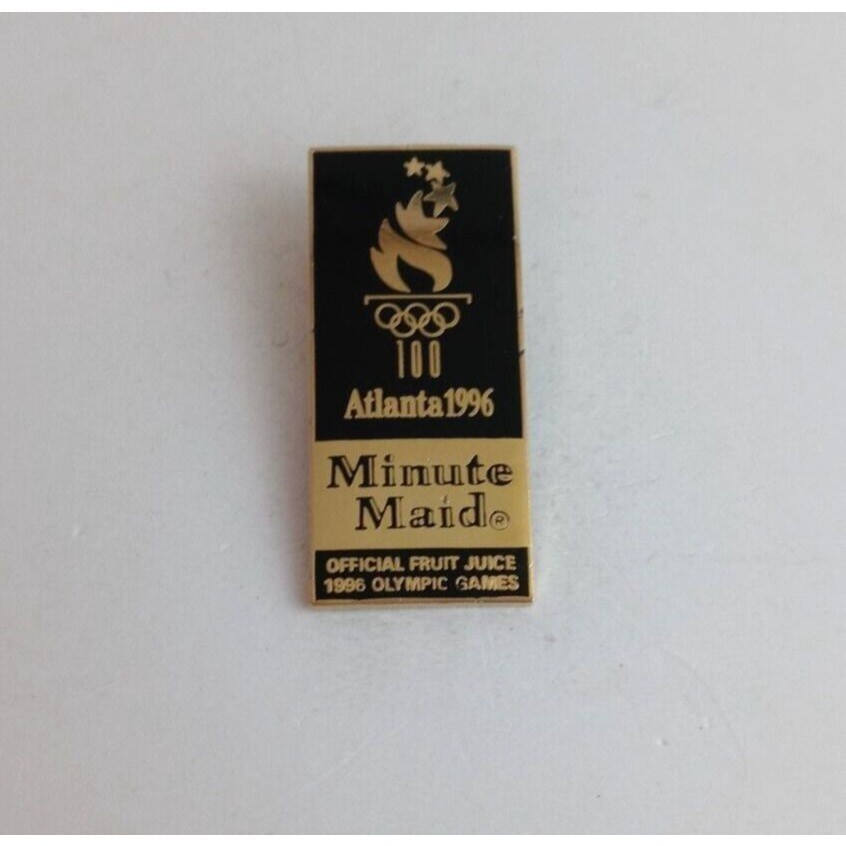 100
Atlanta1996
Minute
Maid®
OFFICIAL FRUIT JUICE
1996 OLYMPIC GAMES